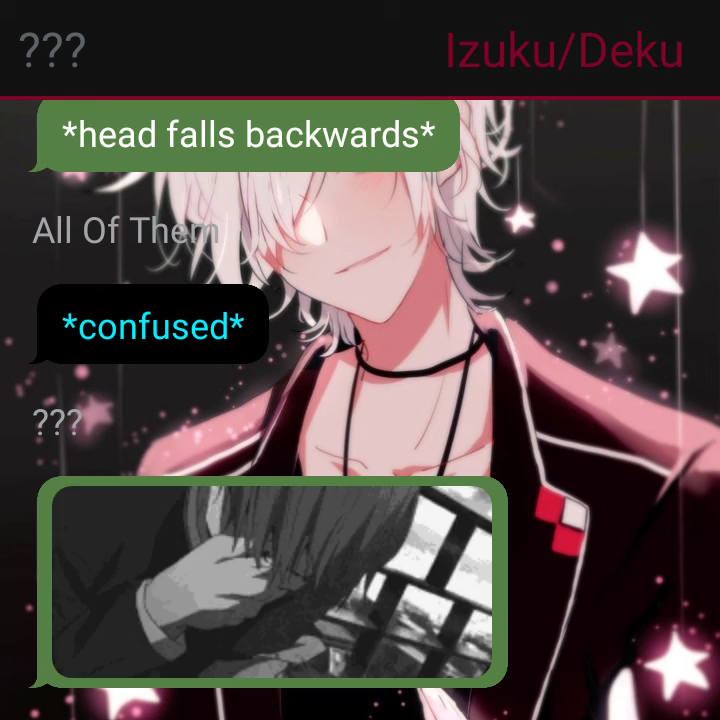 ???
Izuku/Deku
*head falls backwards*
All Of Them
*confused*
???